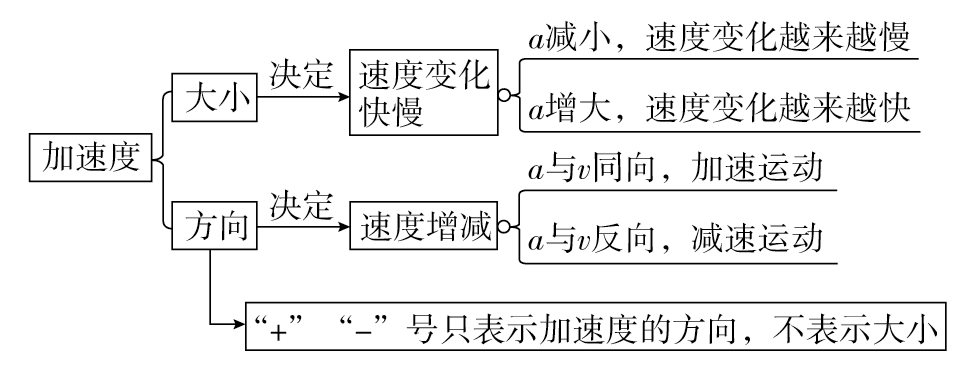 加速度
大小
决定
速度变化
快慢
a减小，速度变化越来越慢
a增大，速度变化越来越快
方向
决定
速度增减
a与v同向，加速运动
a与v反向，减速运动
“+” “-”号只表示加速度的方向，不表示大小